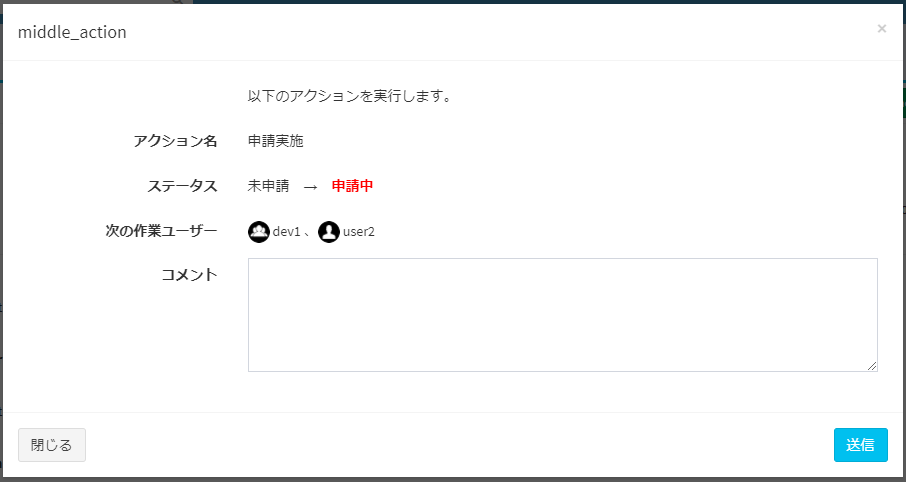 middle_action ×
以下のアクションを実行します。
アクション名 申請実施
ステータス 未申請 → 申請中
次の作業ユーザー dev1 、 user2
コメント
閉じる 送信